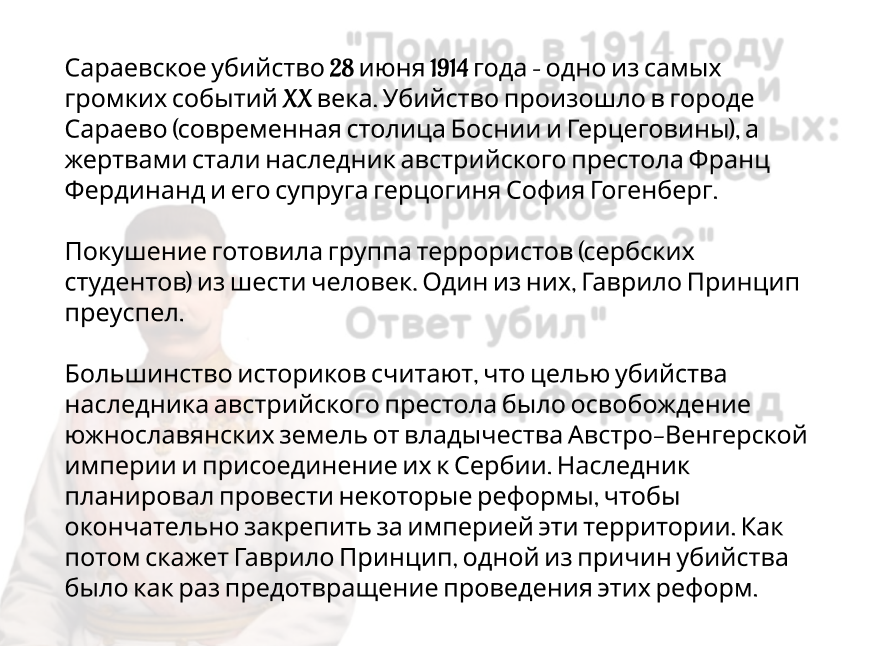 Сараевское убийство 28 июня 1914 года - одно из самых
громких событий XX века. Убийство произошло в городе
Сараево (современная столица Боснии и Герцеговины), а
жертвами стали наследник австрийского престола Франц
Фердинанд и его супруга герцогиня София Гогенберг.
Покушение готовила группа террористов (сербских
студентов) из шести человек. Один из них, Гаврило Принцип
преуспел.
Большинство историков считают, что целью убийства
наследника австрийского престола было освобождение
южнославянских земель от владычества Австро–Венгерской
империи и присоединение их к Сербии. Наследник
планировал провести некоторые реформы, чтобы
окончательно закрепить за империей эти территории. Как
потом скажет Гаврило Принцип, одной из причин убийства
было как раз предотвращение проведения этих реформ.
"Помню, в 1914 году
приехал в Боснию и
спрашиваю у местных:
"Как вам нынешнее
австрийское
правительство?"
Ответ убил"
©Франц Фердинанд